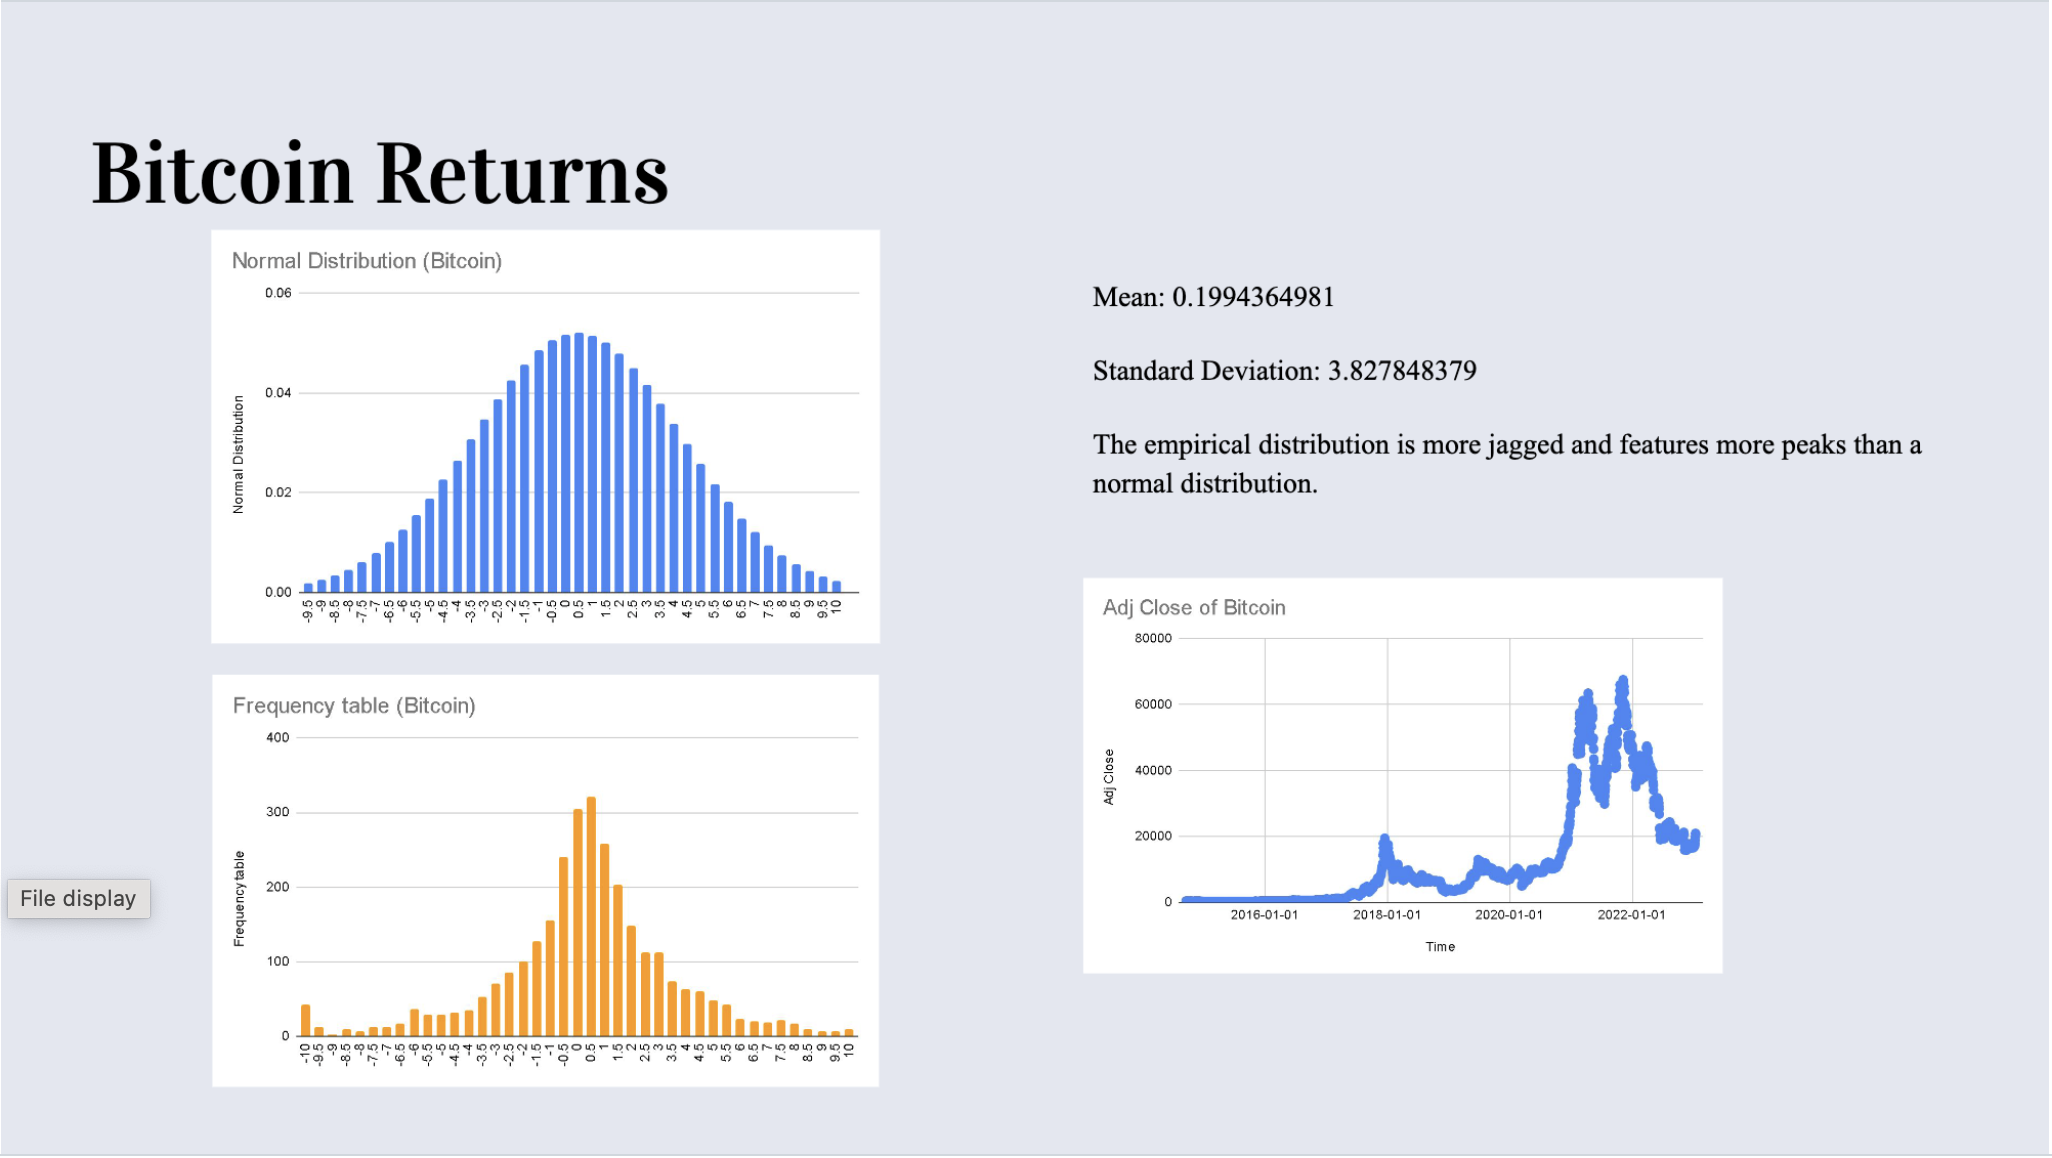 Bitcoin Returns
Normal Distribution (Bitcoin)
Normal Distribution
0.06
0.04
0.02
0.00
-9.5 -9 -8.5 -8 -7.5 -7 -6.5 -6 -5.5 -5 -4.5 -4 -3.5 -3 -2.5 -2 -1.5 -1 -0.5 0 0.5 1 1.5 2 2.5 3 3.5 4 4.5 5 5.5 6 6.5 7 7.5 8 8.5 9 9.5 10
Mean: 0.1994364981
Standard Deviation: 3.827848379
The empirical distribution is more jagged and features more peaks than a
normal distribution.
Frequency table (Bitcoin)
Frequency table
400
300
200
100
0
-10 -9.5 -9 -8.5 -8 -7.5 -7 -6.5 -6 -5.5 -5 -4.5 -4 -3.5 -3 -2.5 -2 -1.5 -1 -0.5 0 0.5 1 1.5 2 2.5 3 3.5 4 4.5 5 5.5 6 6.5 7 7.5 8 8.5 9 9.5 10
Adj Close of Bitcoin
Adj Close
80000
60000
40000
20000
0
2016-01-01 2018-01-01 2020-01-01 2022-01-01
Time
File display